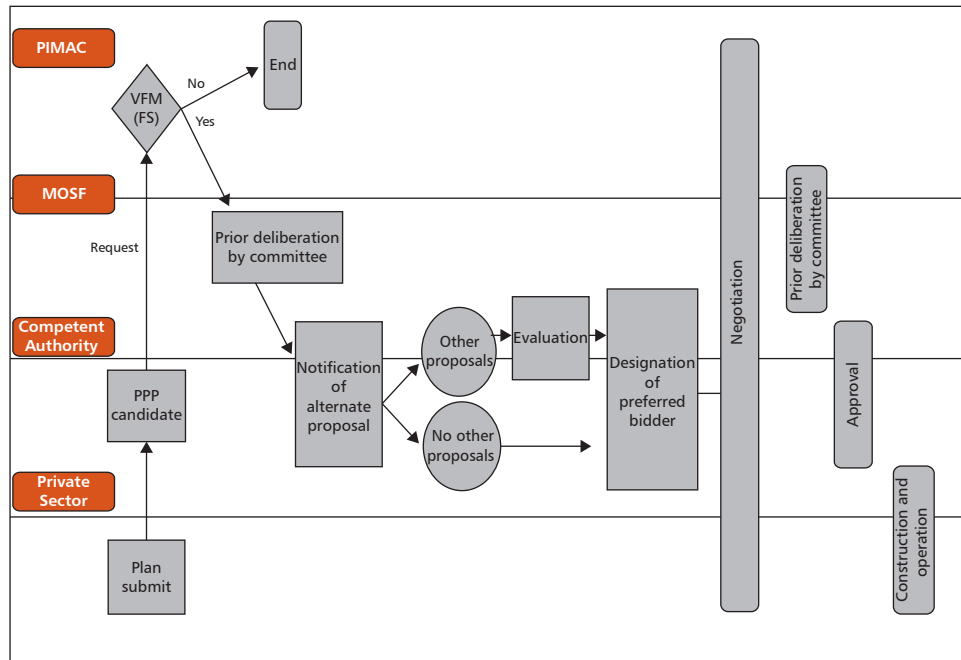 PIMAC
End
No
VFM
(FS)
Yes
MOSF
Request
Prior deliberation
by committee
Prior deliberation
by committee
Negotiation
Competent
Authority
Other
proposals
Evaluation
Notification
of
alternate
proposal
Designation
of
preferred
bidder
PPP
candidate
Approval
No other
proposals
Private
Sector
Plan
submit
Construction and
operation